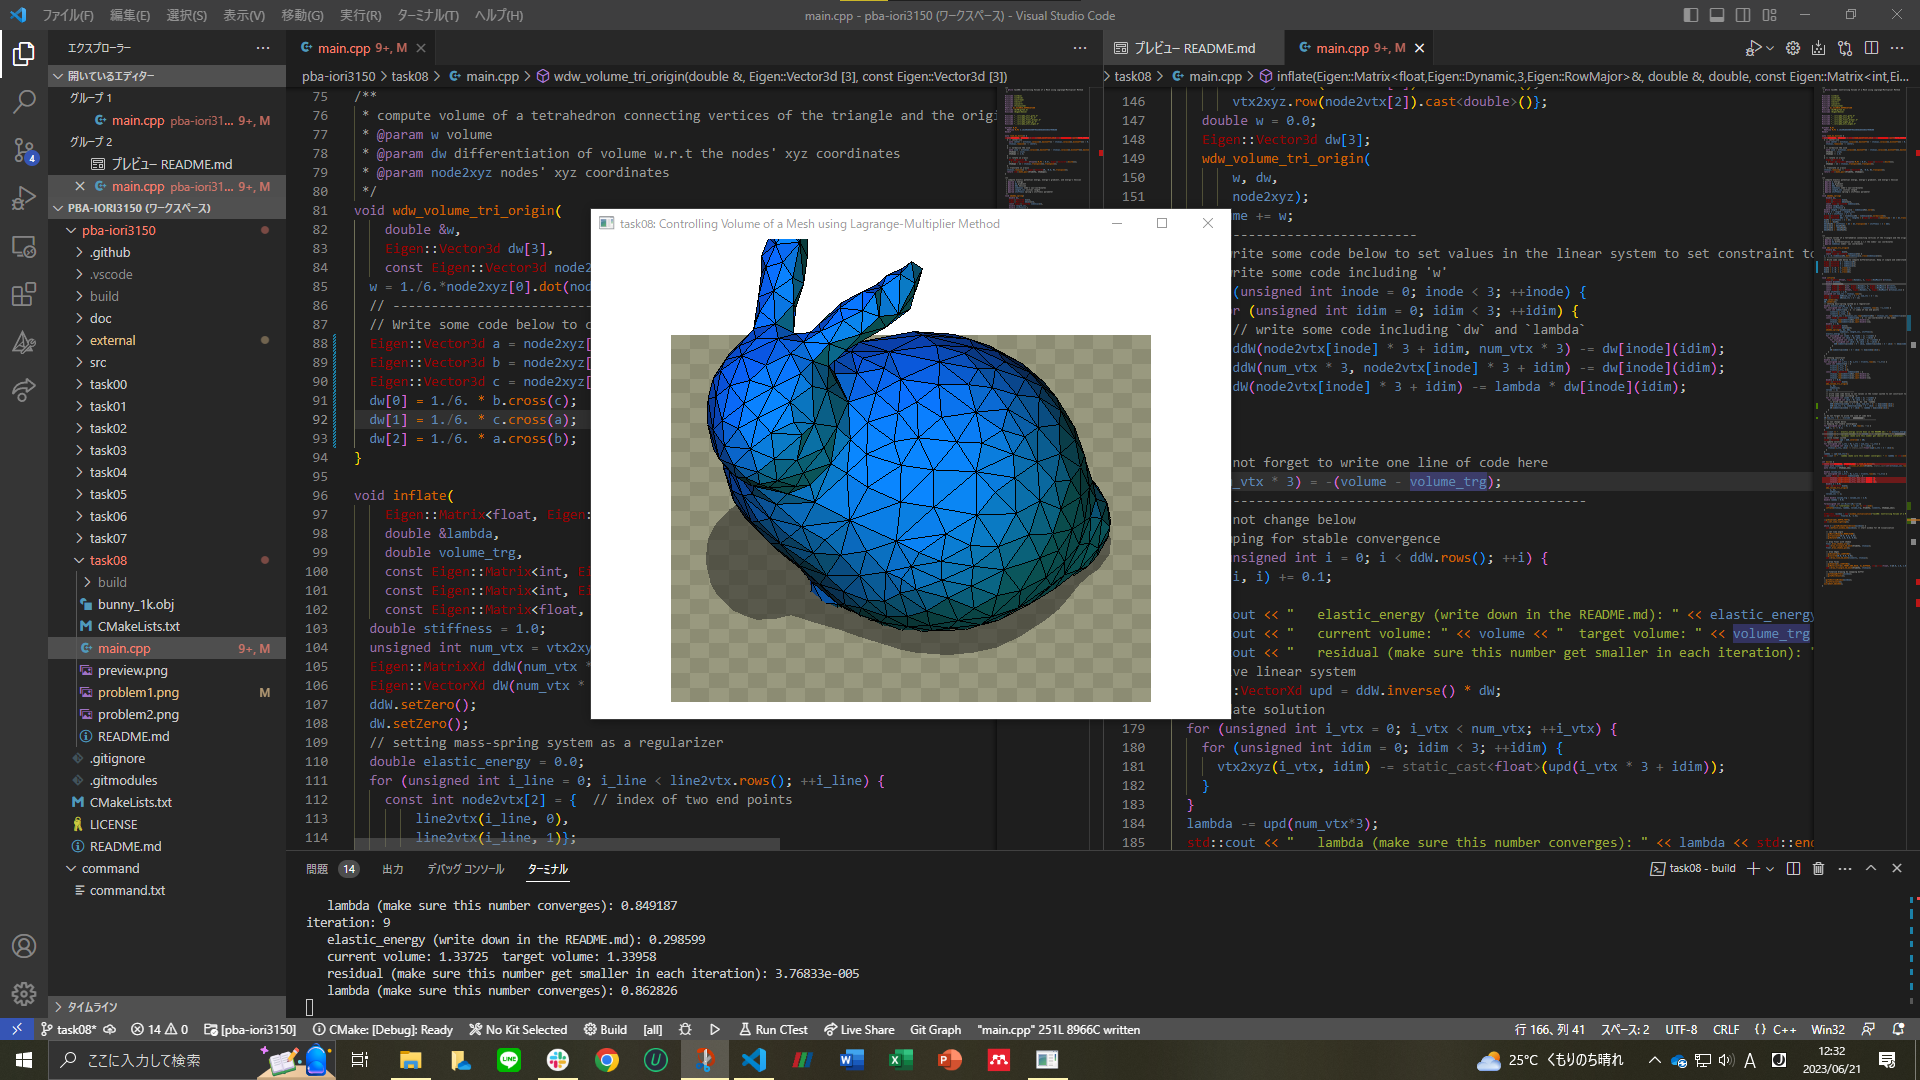 ファイル(F) 編集(E) 選択(S) 表示(V) 移動(G) 実行(R) ターミナル(T) ヘルプ(H)
main.cpp - pba-iori3150 (ワークスペース) - Visual Studio Code
エクスプローラー
開いているエディター
グループ 1
main.cpp pba-iori31... 9+, M
グループ 2
プレビュー README.md
main.cpp pba-iori31... 9+, M
PBA-IORI3150 (ワークスペース)
pba-iori3150
.github
.vscode
build
doc
external
src
task00
task01
task02
task03
task04
task05
task06
task07
task08
build
bunny_1k.obj
CMakeLists.txt
main.cpp 9+, M
preview.png
problem1.png M
problem2.png
README.md
.gitignore
.gitmodules
CMakeLists.txt
LICENSE
README.md
command
command.txt
タイムライン
main.cpp 9+, M
pba-iori3150 > task08 > main.cpp > wdw_volume_tri_origin(double &, Eigen::Vector3d [3], const Eigen::Vector3d [3])
75 /**
76 * compute volume of a tetrahedron connecting vertices of the triangle and the orig
77 * @param w volume
78 * @param dw differentiation of volume w.r.t the nodes' xyz coordinates
79 * @param node2xyz nodes' xyz coordinates
80 */
81 void wdw_volume_tri_origin(
82 double &w,
83 Eigen::Vector3d dw[3],
84 const Eigen::Vector3d node2
85 w = 1./6.*node2xyz[0].dot(nod
86 // --------------------------
87 // Write some code below to c
88 Eigen::Vector3d a = node2xyz[
89 Eigen::Vector3d b = node2xyz[
90 Eigen::Vector3d c = node2xyz[
91 dw[0] = 1./6. * b.cross(c);
92 dw[1] = 1./6. * c.cross(a);
93 dw[2] = 1./6. * a.cross(b);
94 }
95
96 void inflate(
97 Eigen::Matrix<float, Eigen:
98 double &lambda,
99 double volume_trg,
100 const Eigen::Matrix<int, E
101 const Eigen::Matrix<int, E
102 const Eigen::Matrix<float,
103 double stiffness = 1.0;
104 unsigned int num_vtx = vtx2xy
105 Eigen::MatrixXd ddW(num_vtx *
106 Eigen::VectorXd dW(num_vtx *
107 ddW.setZero();
108 dW.setZero();
109 // setting mass-spring system as a regularizer
110 double elastic_energy = 0.0;
111 for (unsigned int i_line = 0; i_line < line2vtx.rows(); ++i_line) {
112 const int node2vtx[2] = { // index of two end points
113 line2vtx(i_line, 0),
114 line2vtx(i_line, 1)};
task08: Controlling Volume of a Mesh using Lagrange-Multiplier Method
プレビュー README.md
main.cpp 9+, M
> task08 > main.cpp > inflate(Eigen::Matrix<float,Eigen::Dynamic,3,Eigen::RowMajor>&, double &, double, const Eigen::Matrix<int,Ei...
146 vtx2xyz.row(node2vtx[2]).cast<double>()};
147 double w = 0.0;
148 Eigen::Vector3d dw[3];
149 wdw_volume_tri_origin(
150 w, dw,
151 node2xyz);
me += w;
-------------------------
rite some code below to set values in the linear system to set constraint to
rite some code including 'w'
(unsigned int inode = 0; inode < 3; ++inode) {
r (unsigned int idim = 0; idim < 3; ++idim) {
// write some code including `dw` and `lambda`
ddW(node2vtx[inode] * 3 + idim, num_vtx * 3) -= dw[inode](idim);
ddW(num_vtx * 3, node2vtx[inode] * 3 + idim) -= dw[inode](idim);
dW(node2vtx[inode] * 3 + idim) -= lambda * dw[inode](idim);
not forget to write one line of code here
_vtx * 3) = -(volume - volume_trg);
-----------------------------------------------
not change below
ping for stable convergence
nsigned int i = 0; i < ddW.rows(); ++i) {
i, i) += 0.1;
out << " elastic_energy (write down in the README.md): " << elastic_energy
out << " current volume: " << volume << " target volume: " << volume_trg
out << " residual (make sure this number get smaller in each iteration): "
ve linear system
::VectorXd upd = ddW.inverse() * dW;
ate solution
179 for (unsigned int i_vtx = 0; i_vtx < num_vtx; ++i_vtx) {
180 for (unsigned int idim = 0; idim < 3; ++idim) {
181 vtx2xyz(i_vtx, idim) -= static_cast<float>(upd(i_vtx * 3 + idim));
182 }
183 }
184 lambda -= upd(num_vtx*3);
185 std::cout << " lambda (make sure this number converges): " << lambda << std::end
問題 14 出力 デバッグ コンソール ターミナル
task08 - build
lambda (make sure this number converges): 0.849187
iteration: 9
elastic_energy (write down in the README.md): 0.298599
current volume: 1.33725 target volume: 1.33958
residual (make sure this number get smaller in each iteration): 3.76833e-005
lambda (make sure this number converges): 0.862826
task08* 14 0 [pba-iori3150] CMake: [Debug]: Ready No Kit Selected Build [all] Run CTest Live Share Git Graph "main.cpp" 251L 8966C written
行 166、列 41 スペース: 2 UTF-8 CRLF {} C++ Win32
ここに入力して検索
25°C くもりのち晴れ
A
12:32
2023/06/21